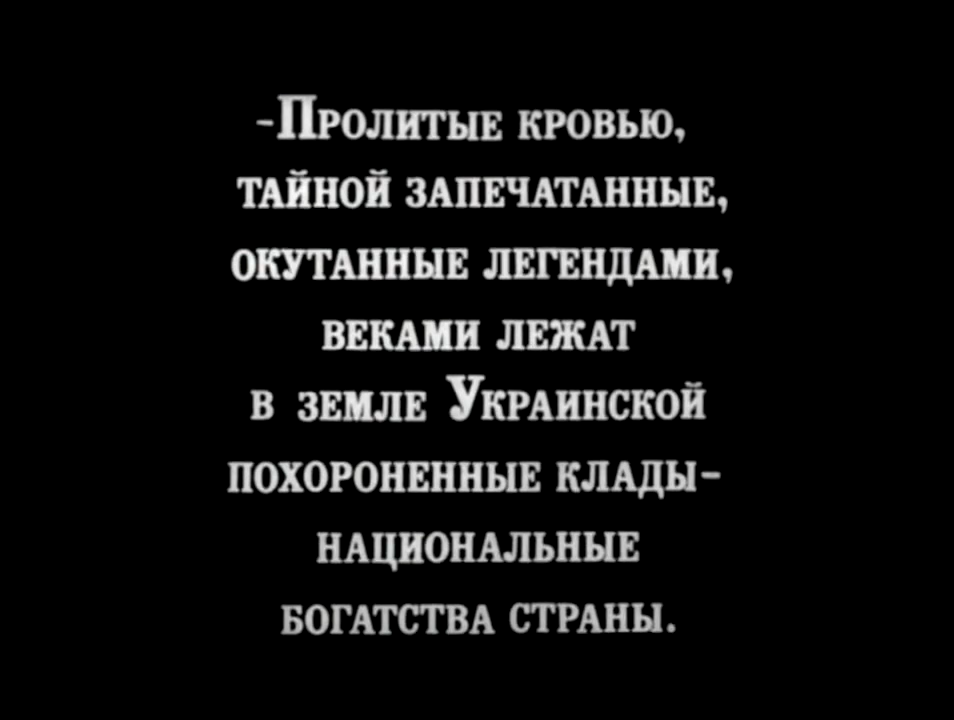 -Пролитые кровью,
тайной запечатанные,
окутанные легендами,
веками лежат
в земле Украинской
похороненные клады-
национальные
богатства страны.